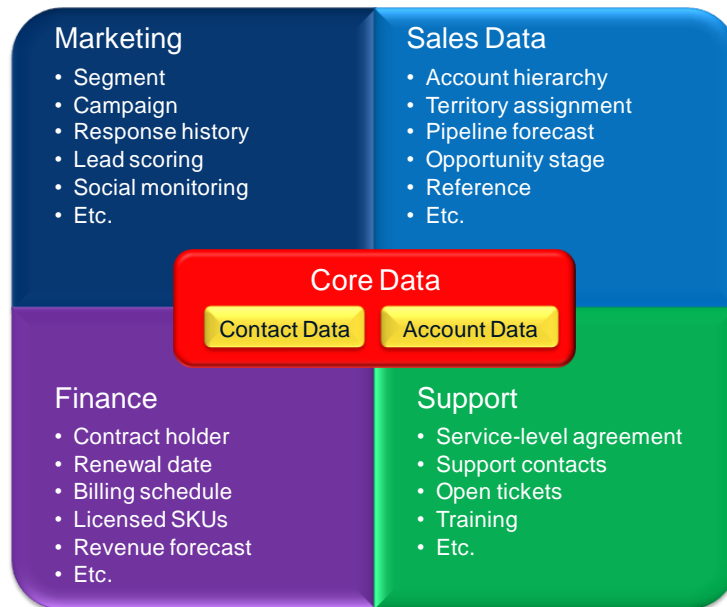 Marketing
• Segment
• Campaign
• Response history
• Lead scoring
• Social monitoring
• Etc.
Sales Data
• Account hierarchy
• Territory assignment
• Pipeline forecast
• Opportunity stage
• Reference
• Etc.
Core Data
Contact Data
Account Data
Finance
• Contract holder
• Renewal date
• Billing schedule
• Licensed SKUs
• Revenue forecast
• Etc.
Support
• Service-level agreement
• Support contacts
• Open tickets
• Training
• Etc.